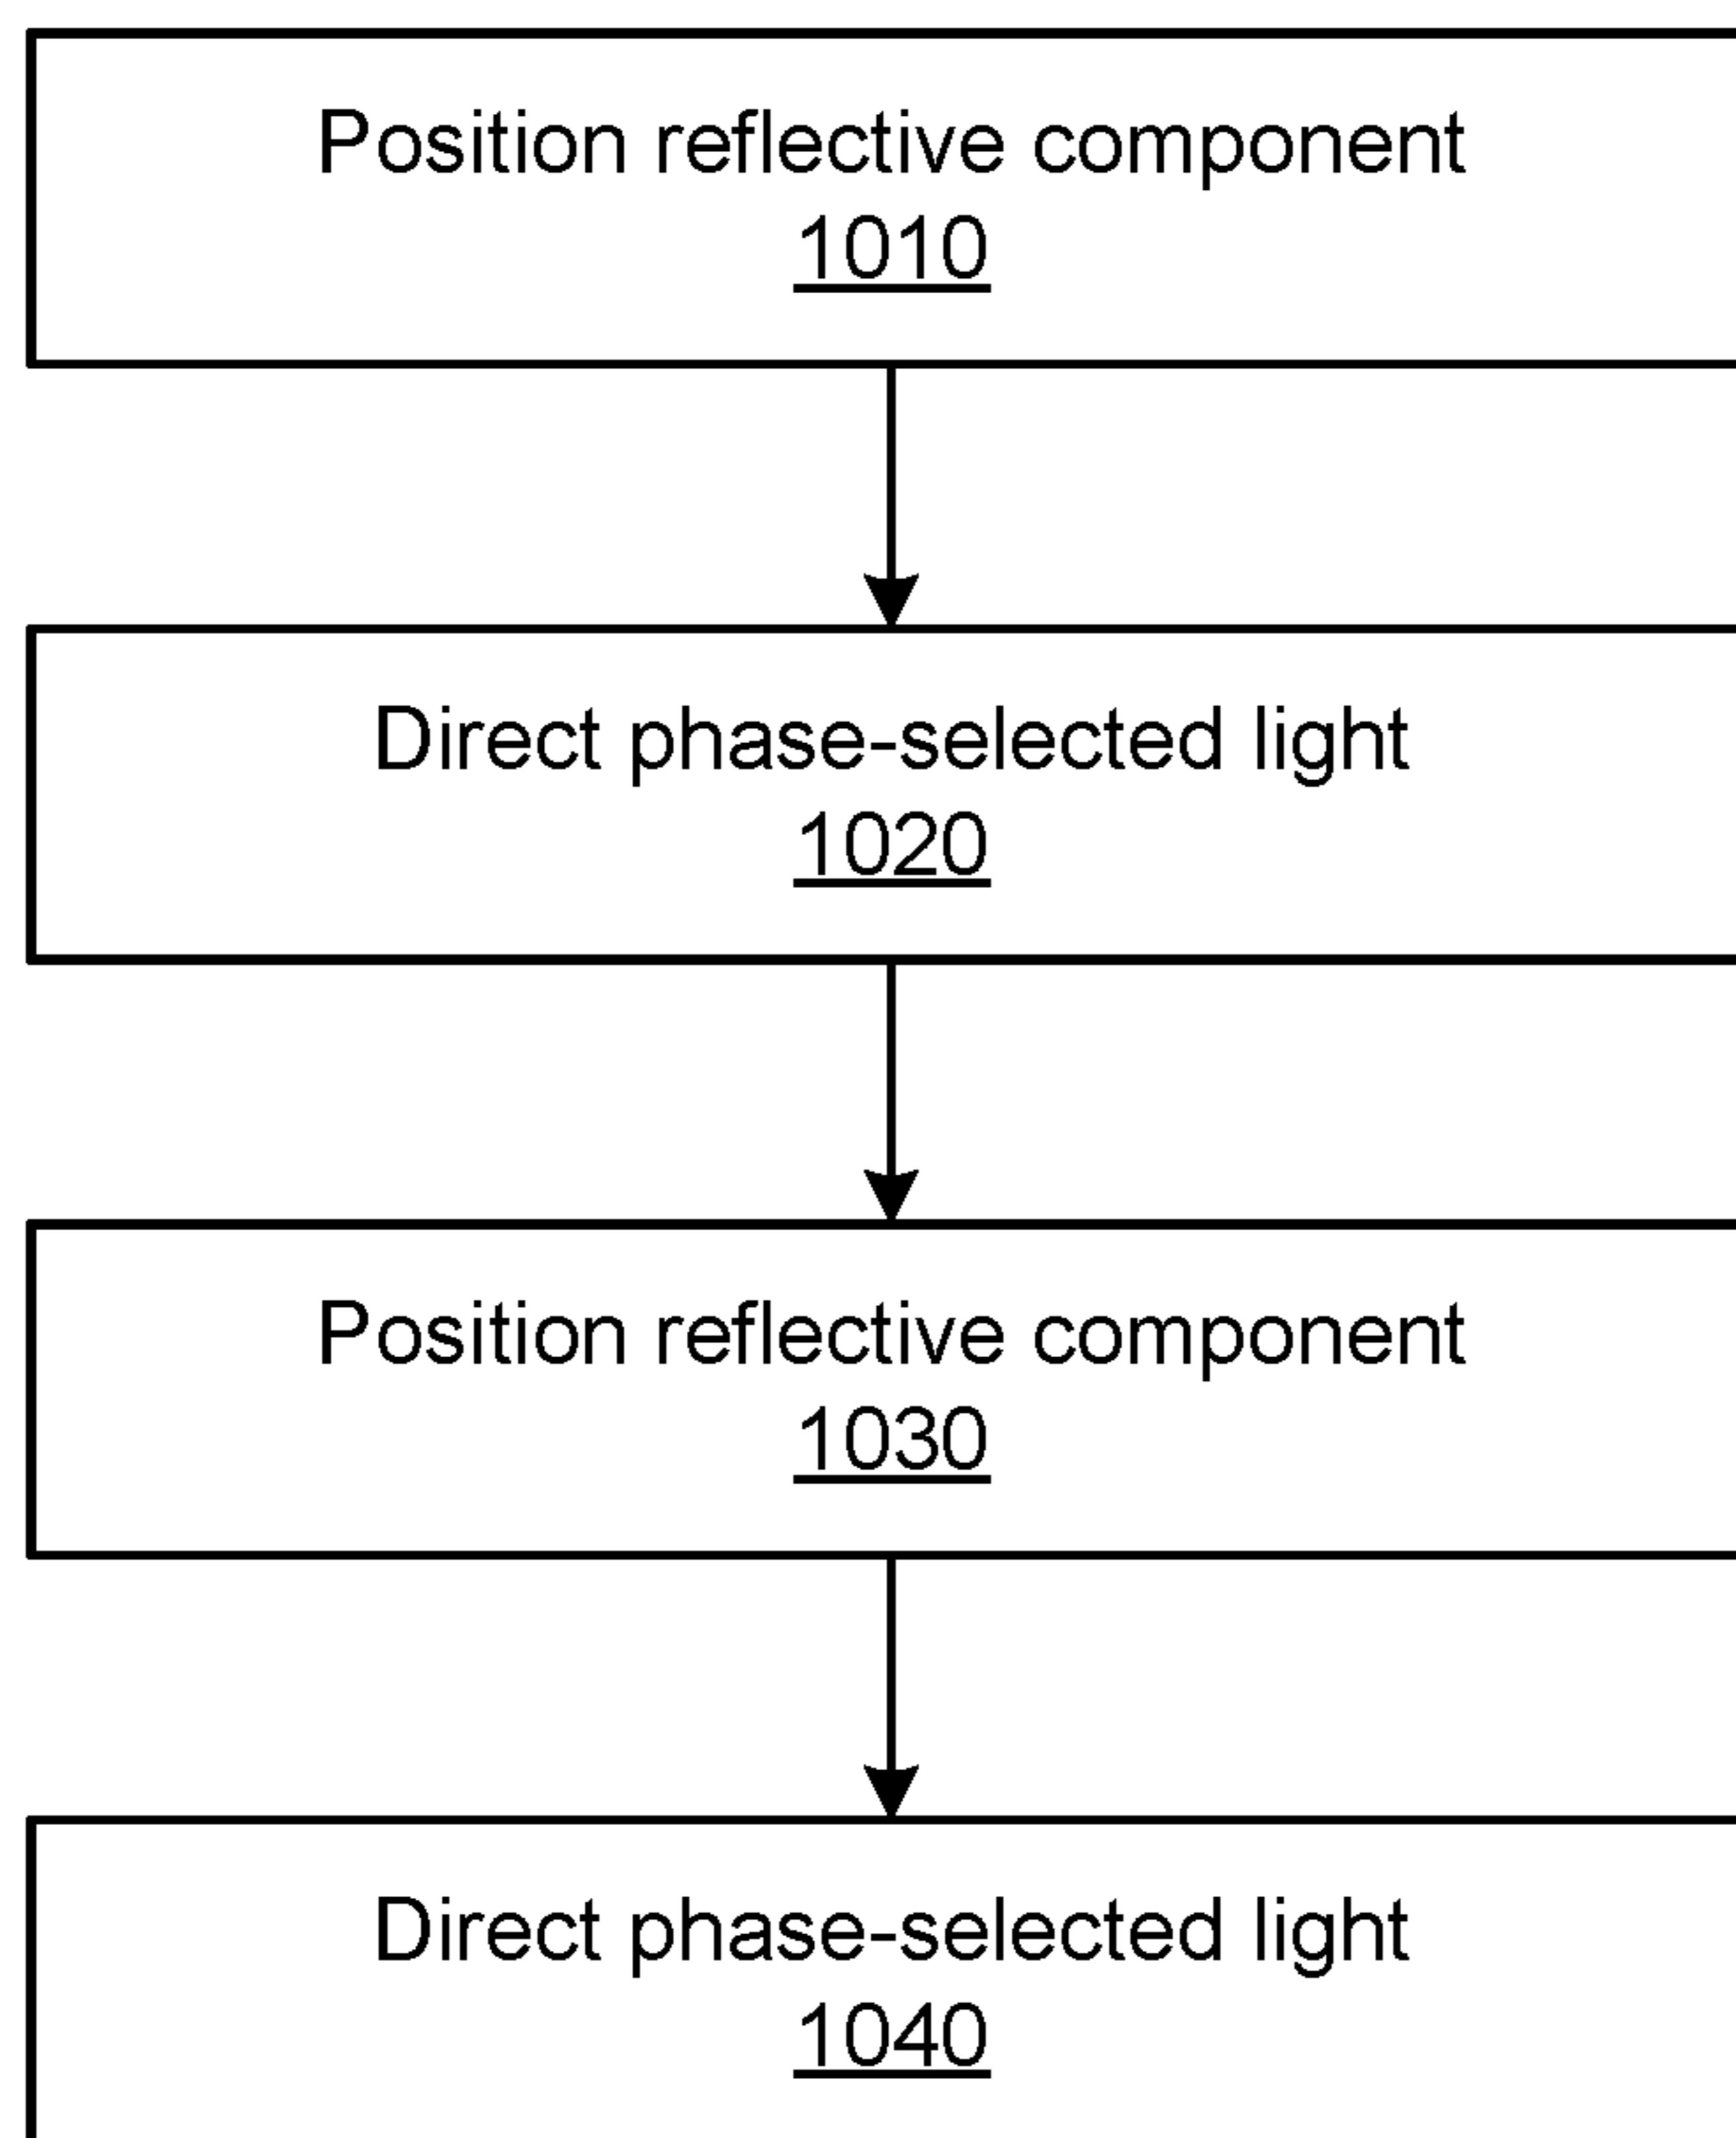 Position reflective component
1010
Direct phase-selected light
1020
Position reflective component
1030
Direct phase-selected light
1040